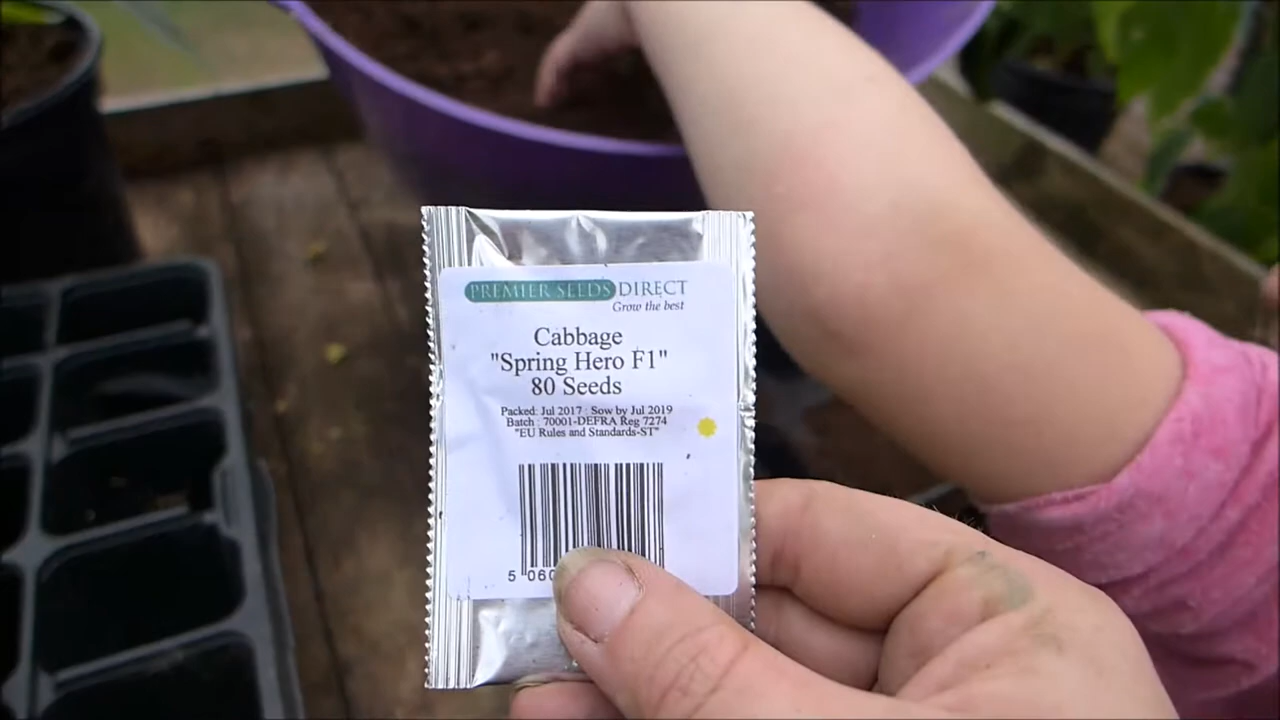 PREMIER SEEDS DIRECT
Grow the best
Cabbage
"Spring Hero F1"
80 Seeds
Packed: Jul 2017 : Sow by Jul 2019
Batch : 70001-DEFRA Reg 7274
"EU Rules and Standards-ST"
5 060